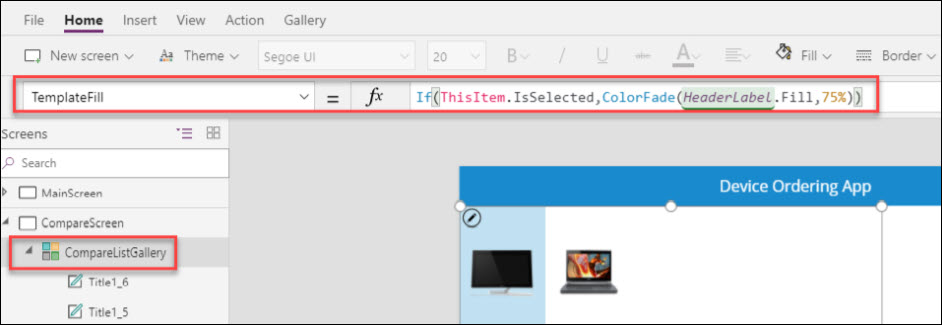 File Home Insert View Action Gallery
New screen Theme Segoe UI 20 B / U abc A Fill Border
TemplateFill = fx If(ThisItem.IsSelected,ColorFade(HeaderLabel.Fill,75%))
Screens
Search
MainScreen
CompareScreen
CompareListGallery
Title1_6
Title1_5
Device Ordering App